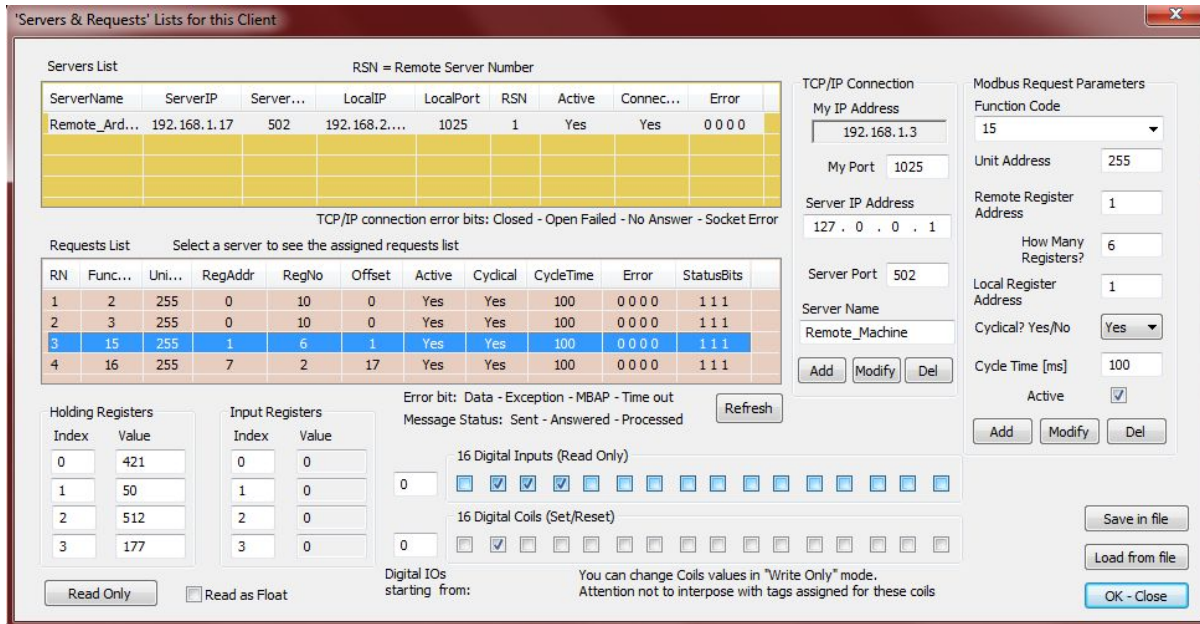 'Servers & Requests' Lists for this Client
x
Servers List RSN = Remote Server Number
ServerName ServerIP Server... LocalIP LocalPort RSN Active Connec... Error
Remote_Ard... 192.168.1.17 502 192.168.2.... 1025 1 Yes Yes 0 0 0 0
TCP/IP connection error bits: Closed - Open Failed - No Answer - Socket Error
Requests List Select a server to see the assigned requests list
RN Func... Uni... RegAddr RegNo Offset Active Cyclical CycleTime Error StatusBits
1 2 255 0 10 0 Yes Yes 100 0 0 0 0 1 1 1
2 3 255 0 10 0 Yes Yes 100 0 0 0 0 1 1 1
3 15 255 1 6 1 Yes Yes 100 0 0 0 0 1 1 1
4 16 255 7 2 17 Yes Yes 100 0 0 0 0 1 1 1
Error bit: Data - Exception - MBAP - Time out
Message Status: Sent - Answered - Processed
Refresh
TCP/IP Connection
My IP Address
192.168.1.3
My Port 1025
Server IP Address
127 . 0 . 0 . 1
Server Port 502
Server Name
Remote_Machine
Add Modify Del
Modbus Request Parameters
Function Code
15
Unit Address 255
Remote Register
Address 1
How Many
Registers? 6
Local Register
Address 1
Cyclical? Yes/No Yes
Cycle Time [ms] 100
Active
Add Modify Del
Holding Registers
Index Value
0 421
1 50
2 512
3 177
Input Registers
Index Value
0 0
1 0
2 0
3 0
16 Digital Inputs (Read Only)
0
16 Digital Coils (Set/Reset)
0
Digital IOs
starting from:
You can change Coils values in "Write Only" mode.
Attention not to interpose with tags assigned for these coils
Read Only Read as Float
Save in file
Load from file
OK - Close